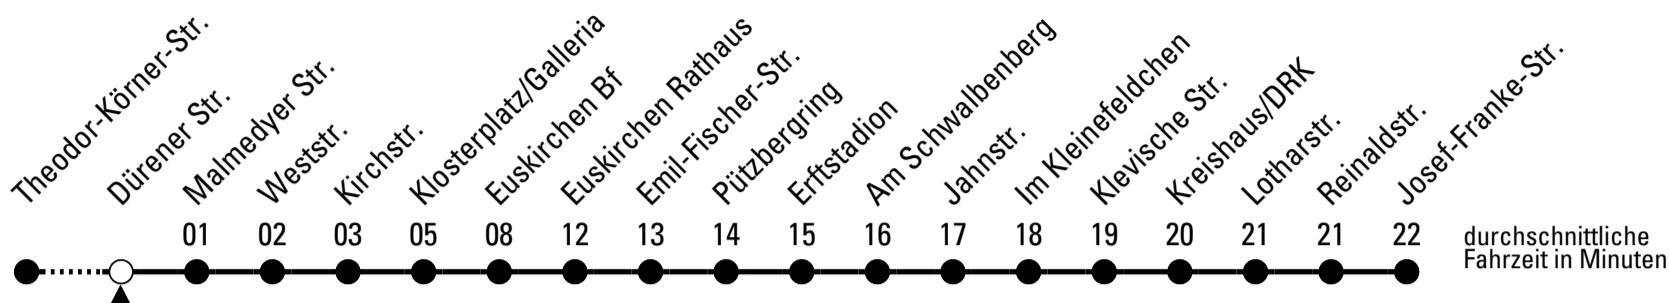 Theodor-Körner-Str.
Dürener Str.
Malmedyer Str.
Weststr.
Kirchstr.
Klosterplatz/Galleria
Euskirchen Bf
Euskirchen Rathaus
Emil-Fischer-Str.
Pützbergring
Erftstadion
Am Schwalbenberg
Jahnstr.
Im Kleinefeldchen
Klevische Str.
Kreishaus/DRK
Lotharstr.
Reinaldstr.
Josef-Franke-Str.
01 02 03 05 08 12 13 14 15 16 17 18 19 20 21 21 22
durchschnittliche
Fahrzeit in Minuten